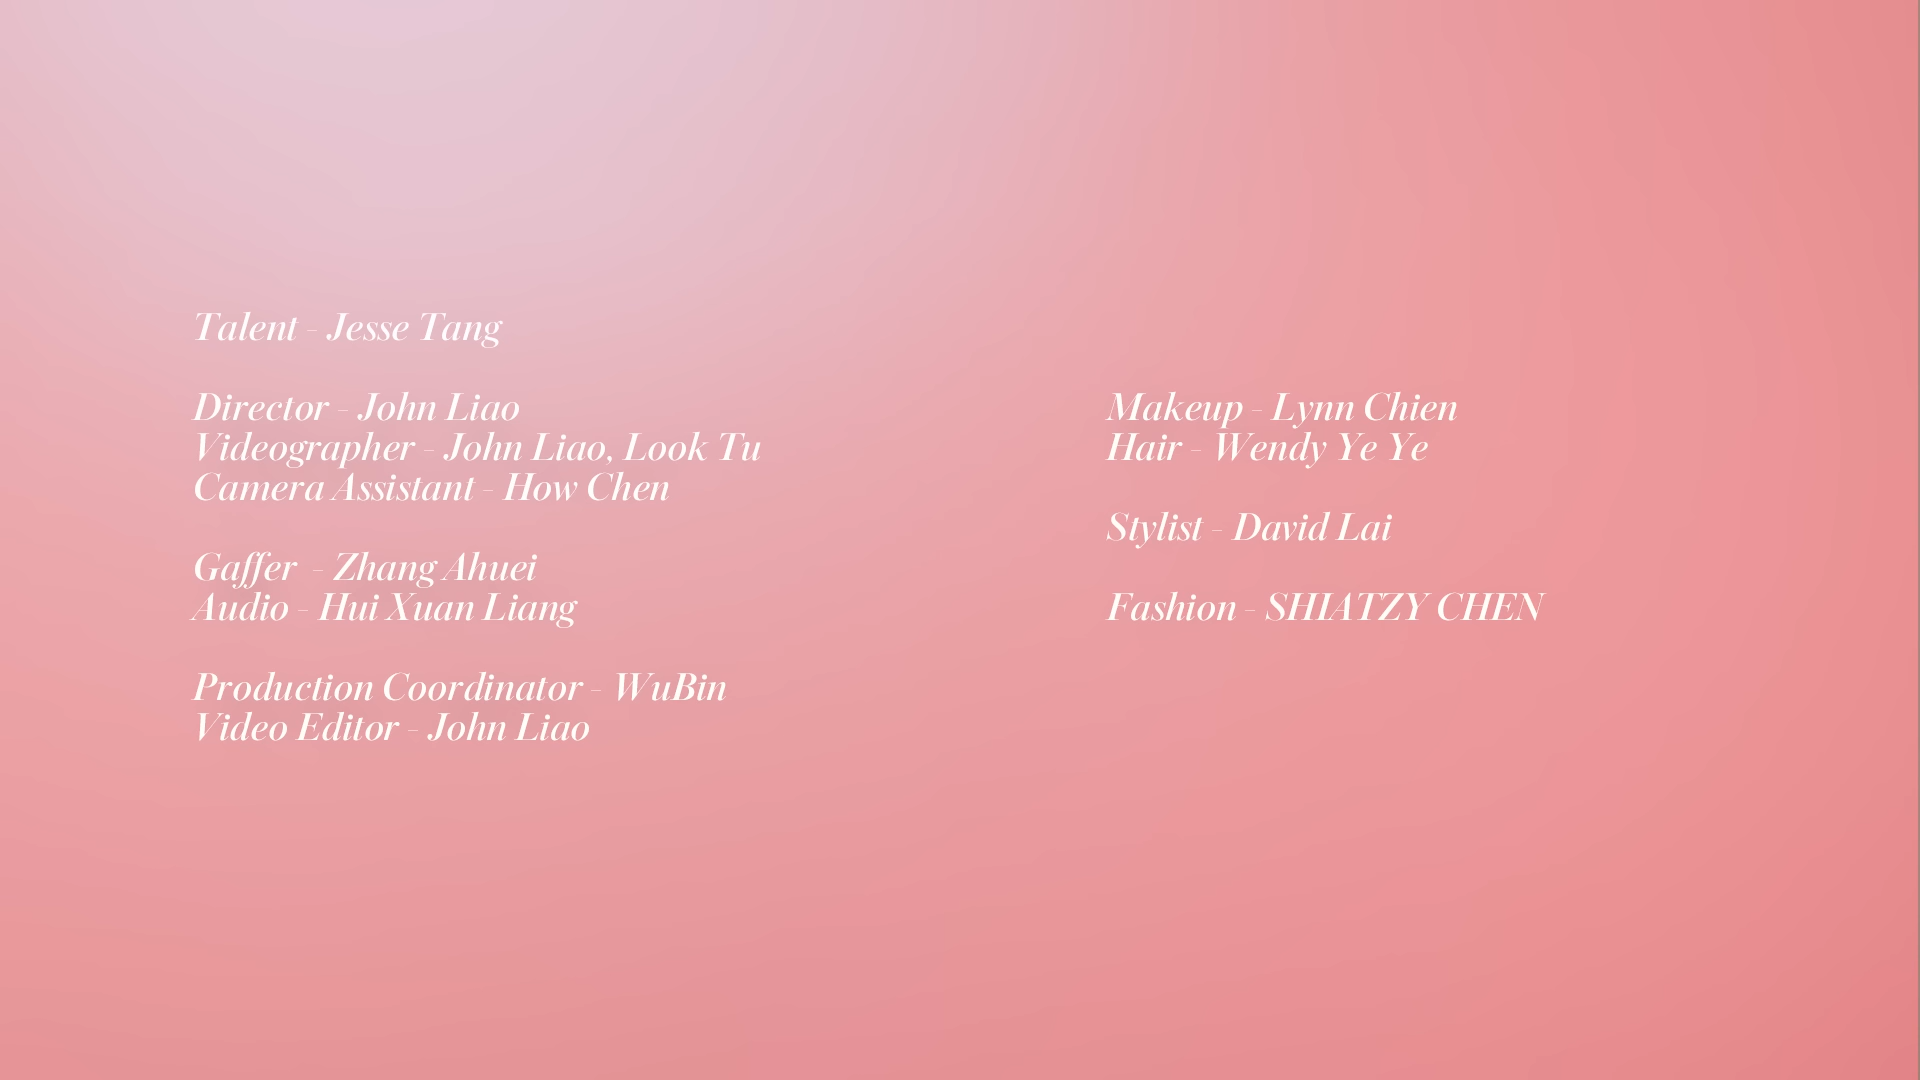 Talent - Jesse Tang
Director - John Liao
Videographer - John Liao, Look Tu
Camera Assistant - How Chen
Gaffer  - Zhang Ahuei
Audio - Hui Xuan Liang
Production Coordinator - WuBin
Video Editor - John Liao
Makeup - Lynn Chien
Hair - Wendy Ye Ye
Stylist - David Lai
Fashion - SHIATZY CHEN